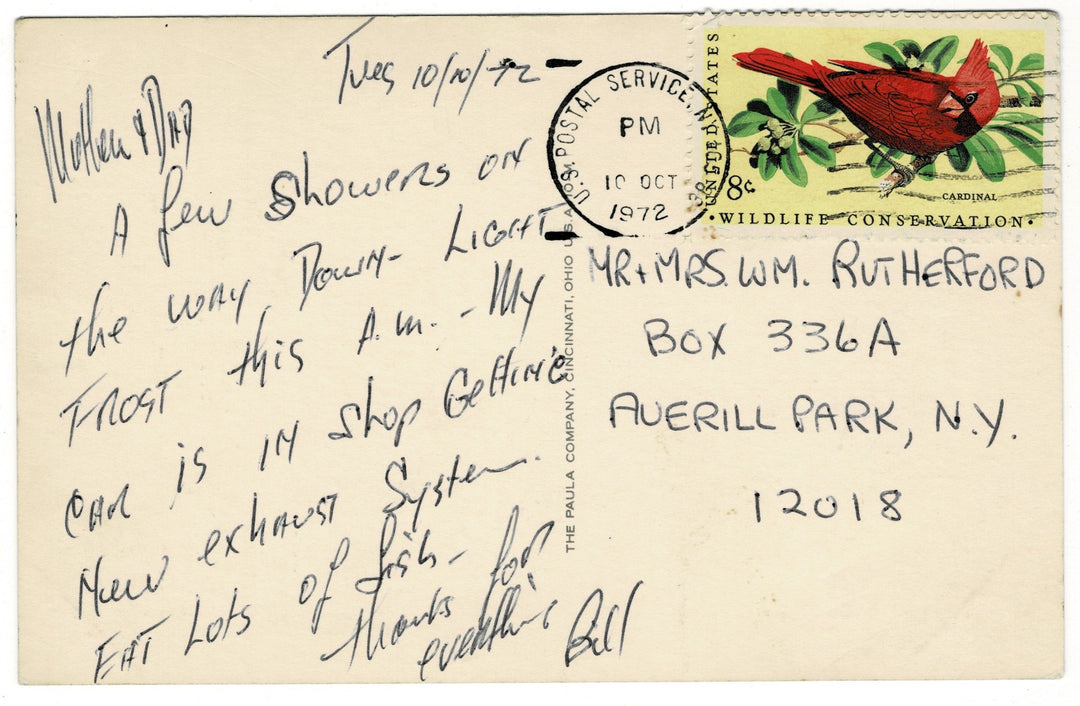 Tues 10/10/72
Mother & Dad
A few showers on
the way Down- Light
Frost this A.M. - My
car is in shop Getting
New exhaust System.
EAT Lots of fish-
thanks for
everything Bill
U.S. POSTAL SERVICE, N.Y.
PM
10 OCT
1972
UNITED STATES
8¢
CARDINAL
• WILDLIFE CONSERVATION •
MR + MRS. WM. RUTHERFORD
BOX 336A
AVERILL PARK, N.Y.
12018
THE PAULA COMPANY, CINCINNATI, OHIO U.S.A.